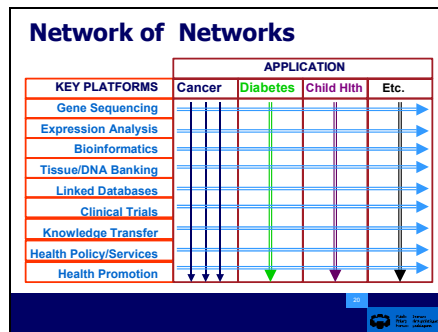 Network of Networks
APPLICATION
KEY PLATFORMS Cancer Diabetes Child Hlth Etc.
Gene Sequencing
Expression Analysis
Bioinformatics
Tissue/DNA Banking
Linked Databases
Clinical Trials
Knowledge Transfer
Health Policy/Services
Health Promotion
20